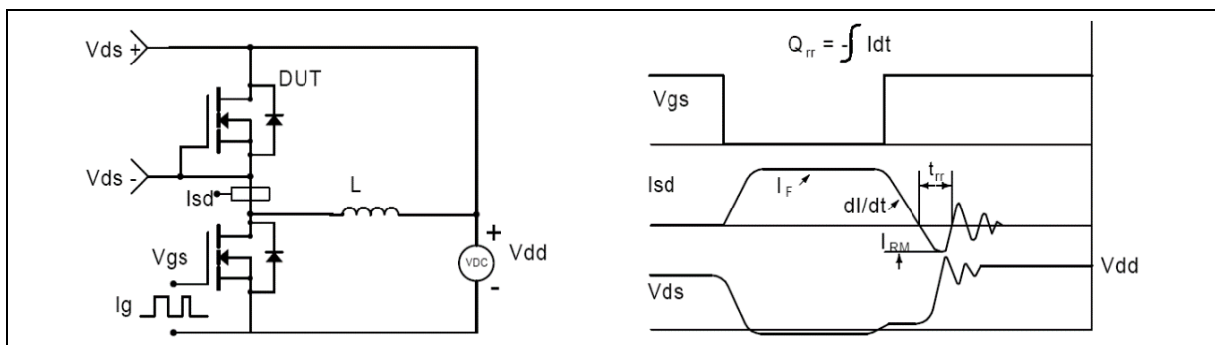 Vds +
DUT
Vds -
Isd
L
Vgs
VDC
+
Vdd
-
Ig
Q rr = -∫ Idt
Vgs
Isd
I F
dI/dt
t rr
I RM
Vds
Vdd